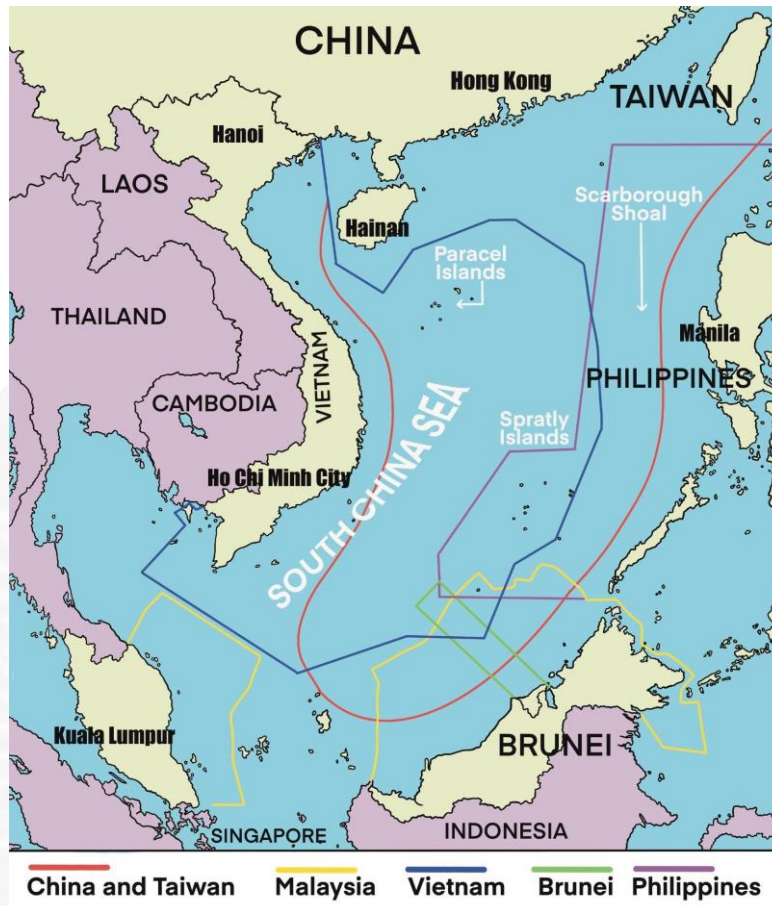 CHINA
Hong Kong
TAIWAN
Hanoi
LAOS
Scarborough
Shoal
Hainan
Paracel
Islands
THAILAND
Manila
VIETNAM
PHILIPPINES
CAMBODIA
SOUTH CHINA SEA
Spratly
Islands
Ho Chi Minh City
Kuala Lumpur
BRUNEI
SINGAPORE
INDONESIA
China and Taiwan
Malaysia
Vietnam
Brunei
Philippines